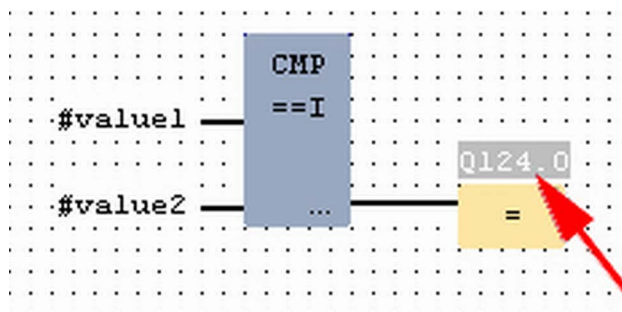 CMP
==I
#value1
Q124.0
#value2
...
=